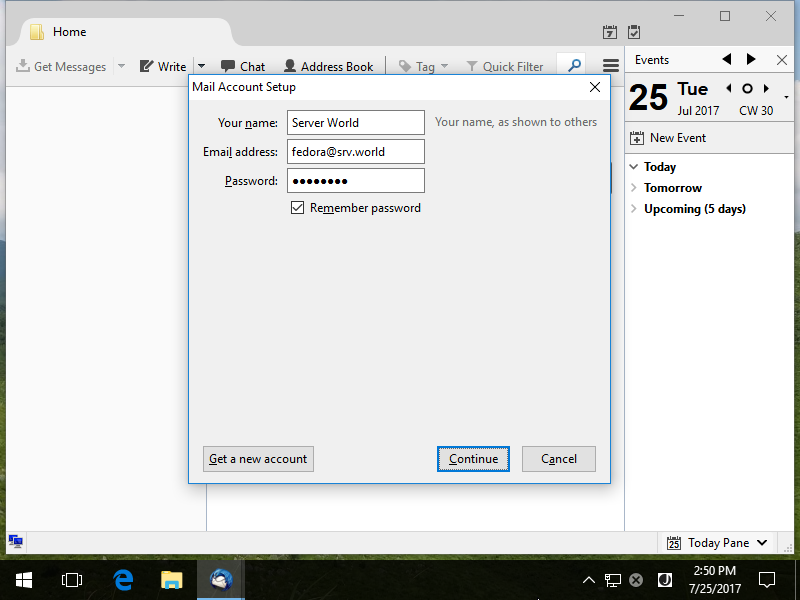 Home
7
Get Messages Write Chat Address Book Tag Quick Filter
Events
25 Tue
Jul 2017 CW 30
New Event
Today
Tomorrow
Upcoming (5 days)
Mail Account Setup
Your name: Server World Your name, as shown to others
Email address: fedora@srv.world
Password: ●●●●●●●●
Remember password
Get a new account Continue Cancel
25 Today Pane
2:50 PM
7/25/2017